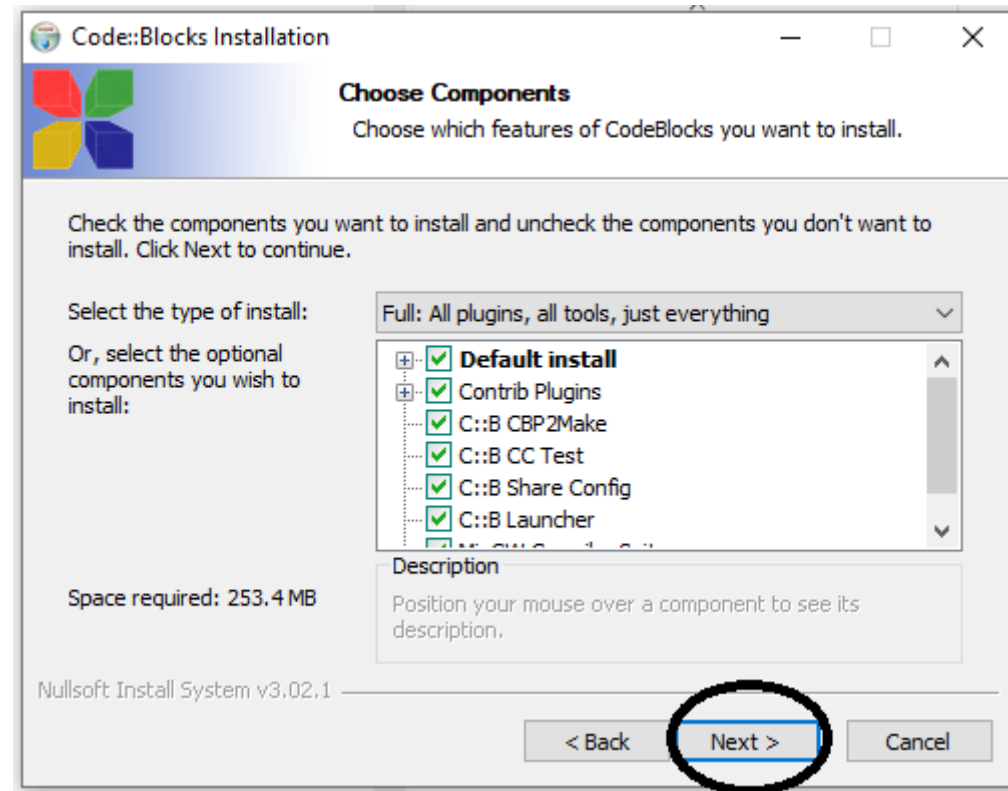 Code::Blocks Installation
Choose Components
Choose which features of CodeBlocks you want to install.
Check the components you want to install and uncheck the components you don't want to
install. Click Next to continue.
Select the type of install:
Full: All plugins, all tools, just everything
Or, select the optional
components you wish to
install:
Default install
Contrib Plugins
C::B CBP2Make
C::B CC Test
C::B Share Config
C::B Launcher
Space required: 253.4 MB
Description
Position your mouse over a component to see its
description.
Nullsoft Install System v3.02.1
< Back
Next >
Cancel